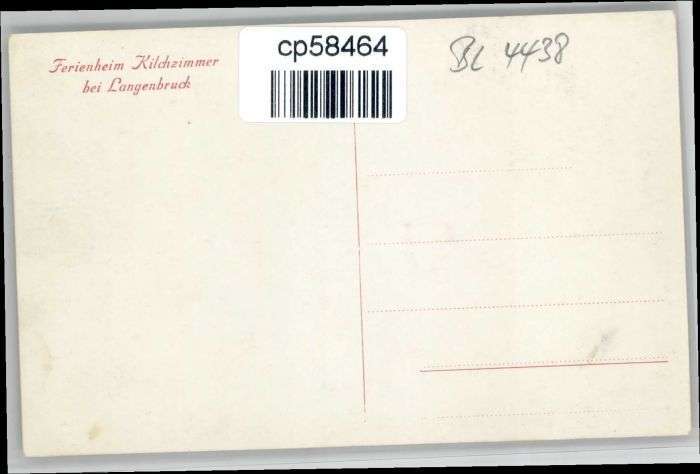 cp58464
BL 4438
Ferienheim Kilchzimmer
bei Langenbruck